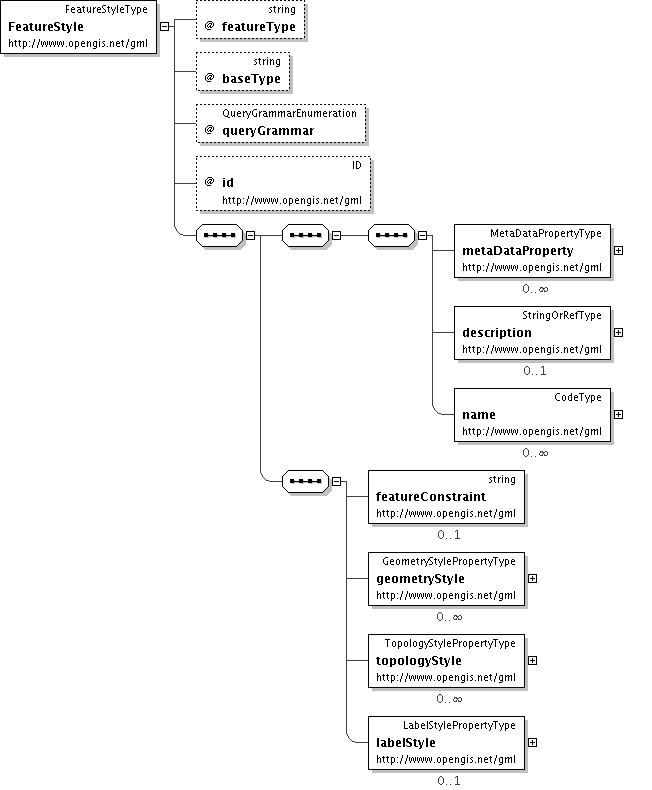 FeatureStyleType
FeatureStyle
http://www.opengis.net/gml
string
@ featureType
string
@ baseType
QueryGrammarEnumeration
@ queryGrammar
ID
@ id
http://www.opengis.net/gml
MetaDataPropertyType
metaDataProperty
http://www.opengis.net/gml
0..∞
StringOrRefType
description
http://www.opengis.net/gml
0..1
CodeType
name
http://www.opengis.net/gml
0..∞
string
featureConstraint
http://www.opengis.net/gml
0..1
GeometryStylePropertyType
geometryStyle
http://www.opengis.net/gml
0..∞
TopologyStylePropertyType
topologyStyle
http://www.opengis.net/gml
0..∞
LabelStylePropertyType
labelStyle
http://www.opengis.net/gml
0..1